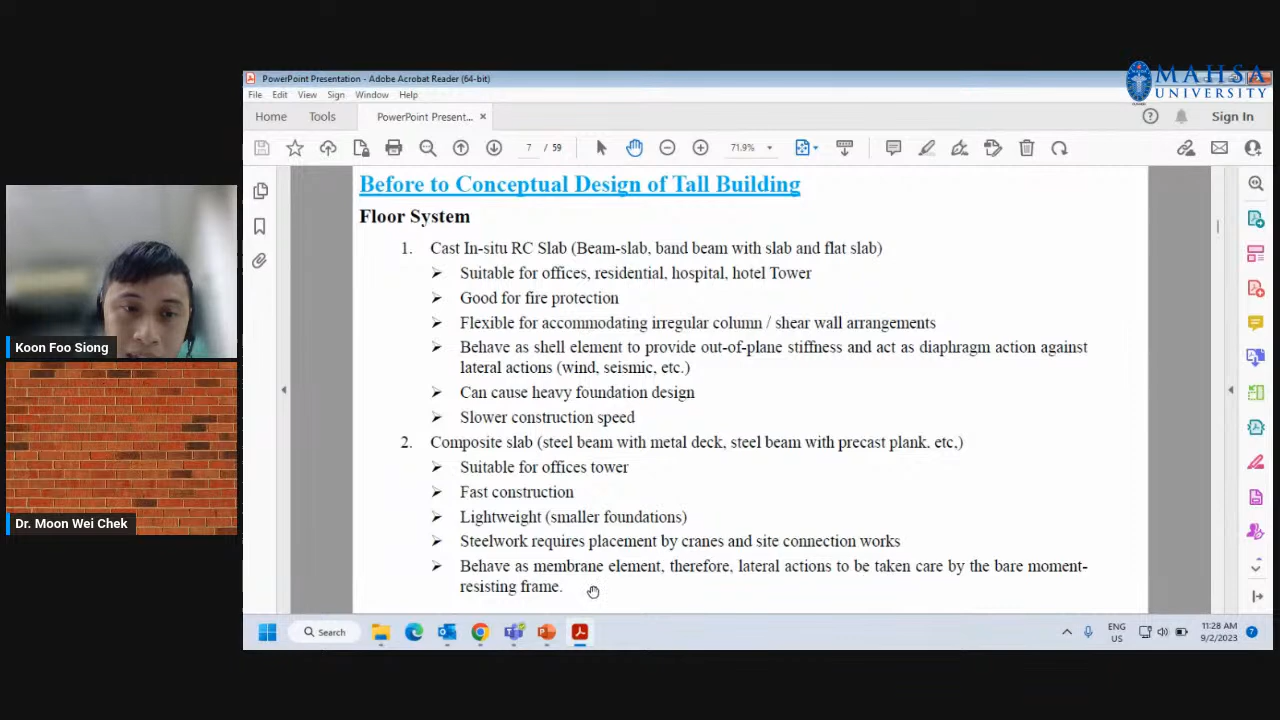 MAHSA
UNIVERSITY
PowerPoint Presentation - Adobe Acrobat Reader (64-bit)
File Edit View Sign Window Help
Home Tools PowerPoint Present... × Sign In
7 / 59 71.9%
Before to Conceptual Design of Tall Building
Floor System
1. Cast In-situ RC Slab (Beam-slab, band beam with slab and flat slab)
➤ Suitable for offices, residential, hospital, hotel Tower
➤ Good for fire protection
➤ Flexible for accommodating irregular column / shear wall arrangements
➤ Behave as shell element to provide out-of-plane stiffness and act as diaphragm action against
lateral actions (wind, seismic, etc.)
➤ Can cause heavy foundation design
➤ Slower construction speed
2. Composite slab (steel beam with metal deck, steel beam with precast plank. etc,)
➤ Suitable for offices tower
➤ Fast construction
➤ Lightweight (smaller foundations)
➤ Steelwork requires placement by cranes and site connection works
➤ Behave as membrane element, therefore, lateral actions to be taken care by the bare moment-
resisting frame.
Koon Foo Siong
Dr. Moon Wei Chek
Search
ENG
US
11:28 AM
9/2/2023